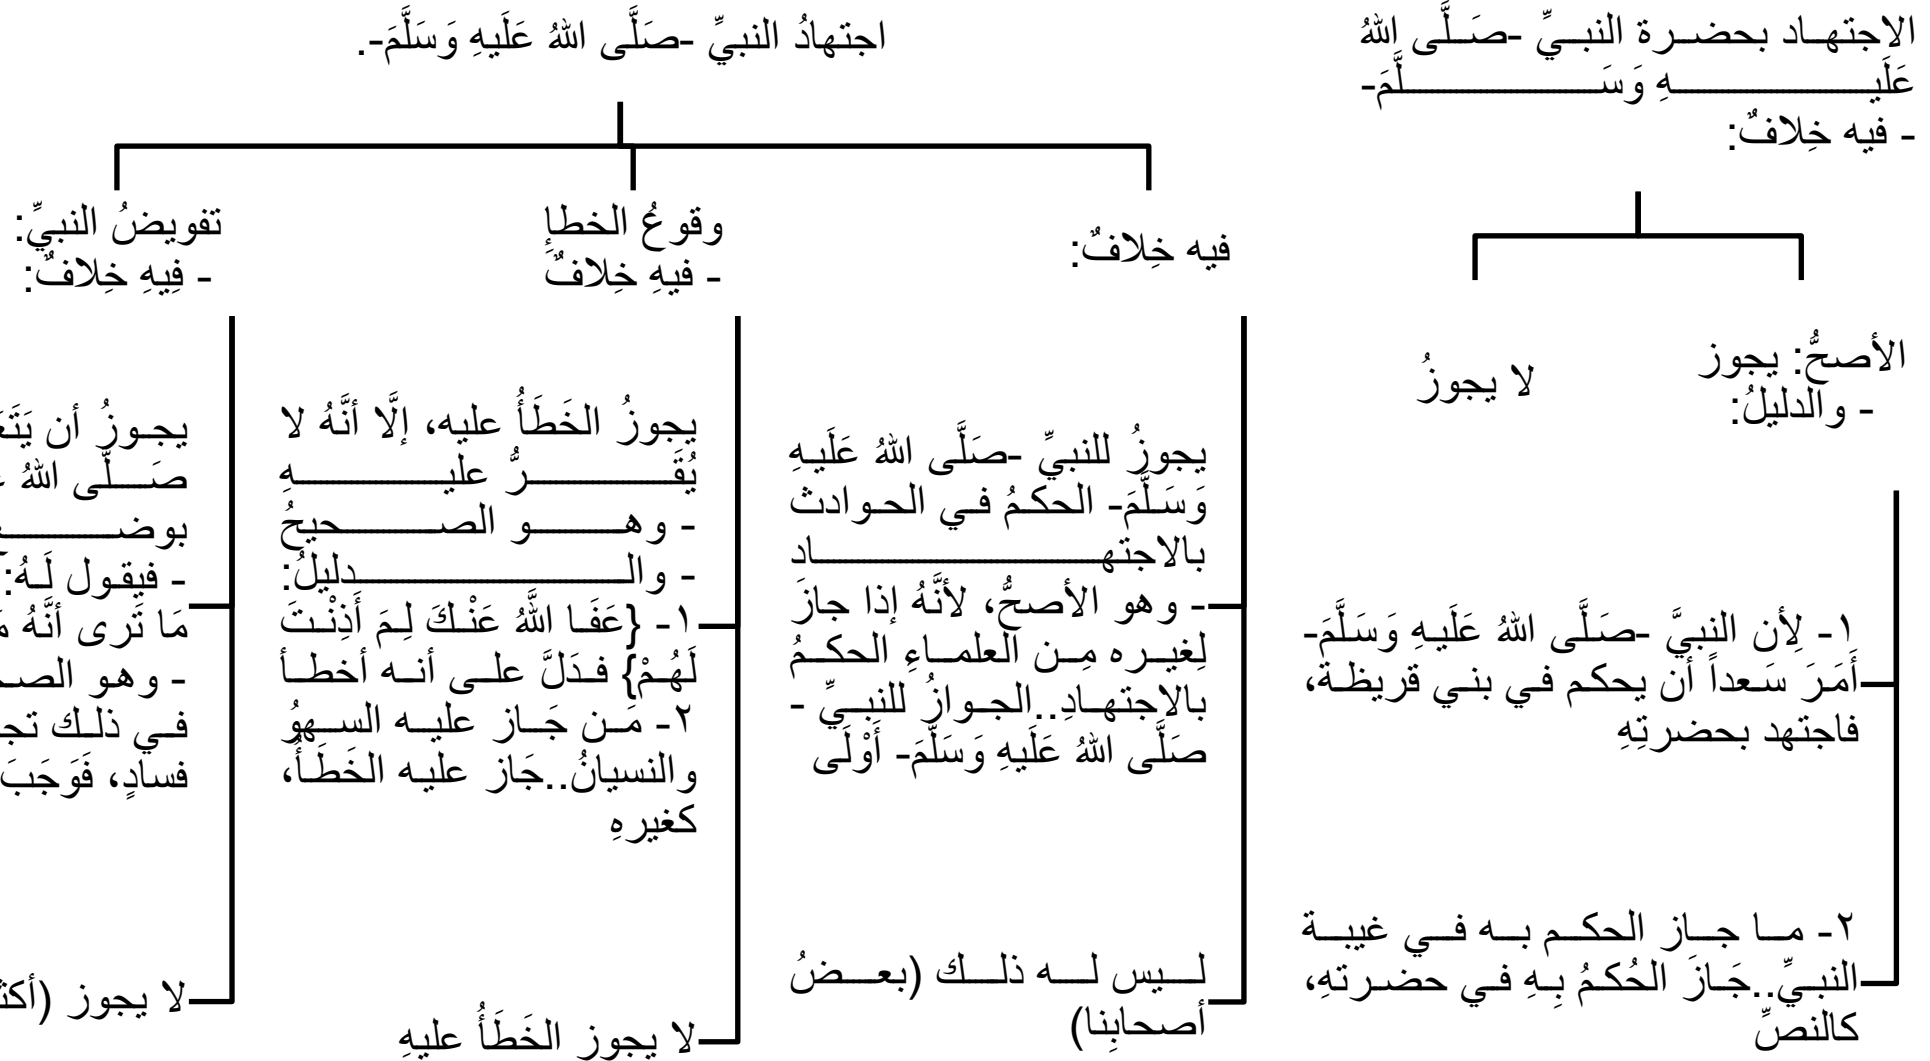 الاجتهاد بحضرة النبيِّ -صَلَّى اللهُ
عَلَيهِ وَسَلَّمَ-
- فيه خِلافٌ:
الأصحُّ: يجوز
- والدليلُ:
١- لِأن النبيَّ -صَلَّى اللهُ عَلَيهِ وَسَلَّمَ-
أَمَرَ سَعداً أن يحكم في بني قريظة،
فاجتهد بحضرتِهِ
٢- ما جاز الحكم به في غيبة
النبيِّ..جَازَ الحُكمُ بِهِ في حضرتهِ،
كالنصِّ
لا يجوزُ
اجتهادُ النبيِّ -صَلَّى اللهُ عَلَيهِ وَسَلَّمَ-.
فيه خِلافٌ:
يجوزُ للنبيِّ -صَلَّى اللهُ عَلَيهِ
وَسَلَّمَ- الحكمُ في الحوادث
بالاجتهاد
- وهو الأصحُّ، لأنَّهُ إذا جازَ
لِغيره مِن العلماءِ الحكمُ
بالاجتهادِ..الجوازُ للنبيِّ -
صَلَّى اللهُ عَلَيهِ وَسَلَّمَ- أَوْلَى
ليس له ذلك (بعضُ
أصحابِنا)
وقوعُ الخطإِ
- فيهِ خِلافٌ
يجوزُ الخَطَأُ عليه، إلَّا أنَّهُ لا
يُقَرُّ عليهِ
- وهو الصحيحُ
- والدليلُ:
١- {عَفَا اللَّهُ عَنْكَ لِمَ أَذِنْتَ
لَهُمْ} فدَلَّ على أنه أخطأ
٢- مَن جَاز عليه السهوُ
والنسيانُ..جَاز عليه الخَطَأُ،
كغيرهِ
لا يجوز الخَطَأُ عليهِ
تفويضُ النبيِّ:
- فِيهِ خِلافٌ:
يجوزُ أن
صَلَّى اللهُ
- فيقول لَهُ:
مَا تَرى أنَّهُ
- وهو
في ذلك
فسادٍ، فَوَجَبَ
لا يجوز